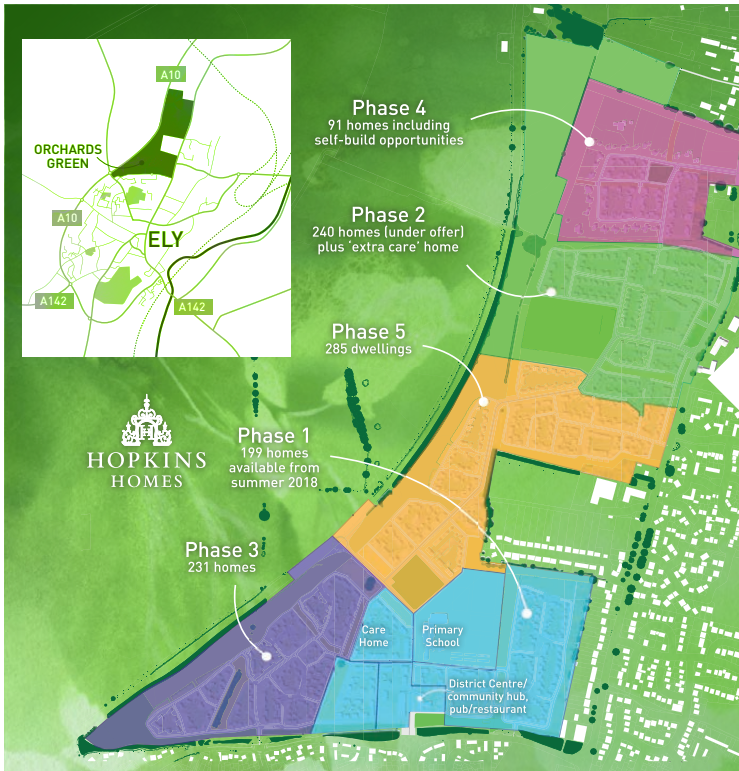 A10
ORCHARDS
GREEN
A10
ELY
A142
A142
Phase 4
91 homes including
self-build opportunities
Phase 2
240 homes (under offer)
plus ‘extra care’ home
Phase 5
285 dwellings
HOPKINS
HOMES
Phase 1
199 homes
available from
summer 2018
Phase 3
231 homes
Care
Home
Primary
School
District Centre/
community hub,
pub/restaurant